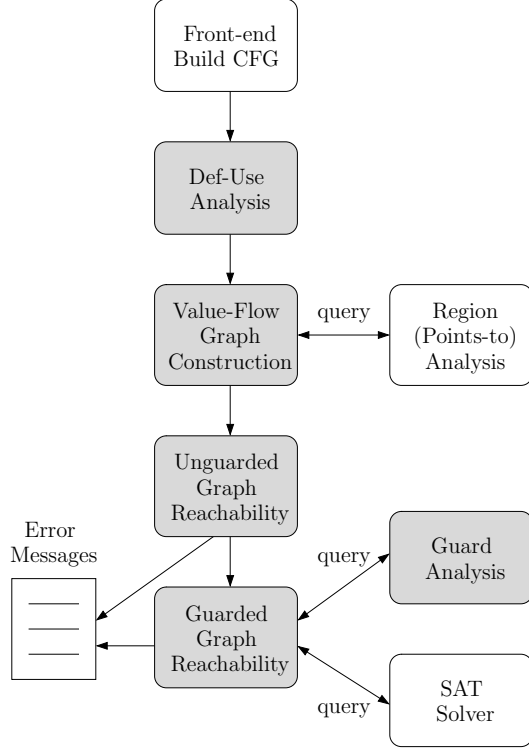 Front-end
Build CFG
Def-Use
Analysis
Value-Flow
Graph
Construction
query
Region
(Points-to)
Analysis
Unguarded
Graph
Reachability
Error
Messages
query
Guard
Analysis
Guarded
Graph
Reachability
query
SAT
Solver